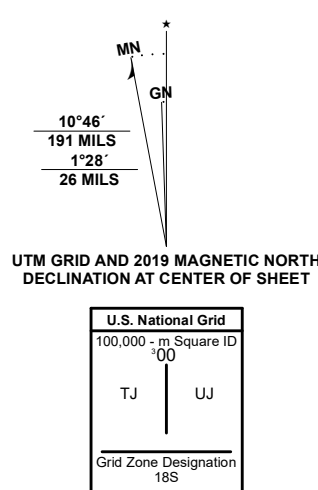 ★
MN
GN
10°46´
191 MILS
1°28´
26 MILS
UTM GRID AND 2019 MAGNETIC NORTH
DECLINATION AT CENTER OF SHEET
U.S. National Grid
100,000 - m Square ID
³00
TJ UJ
Grid Zone Designation
18S